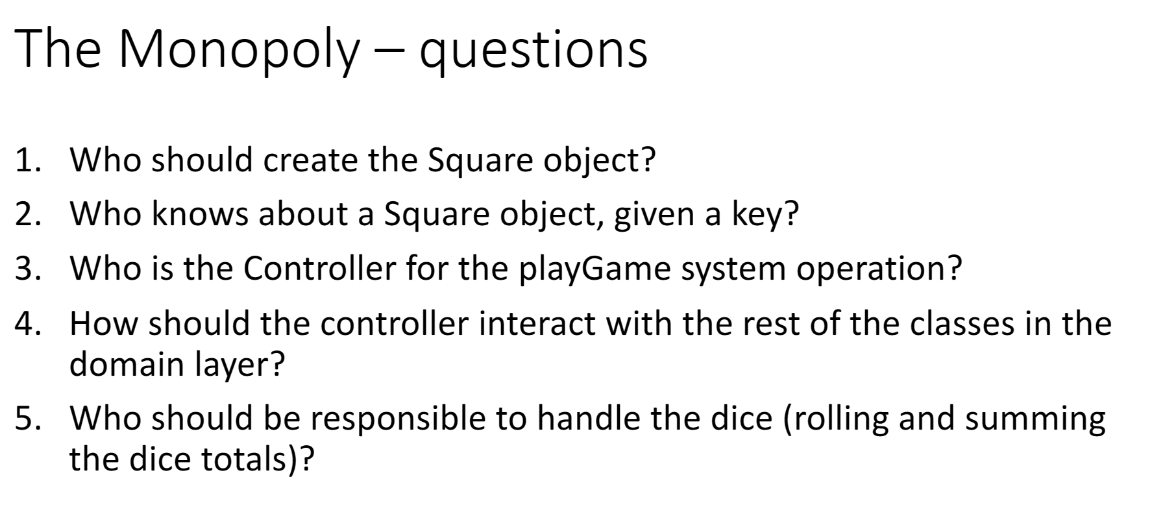 The Monopoly – questions
1. Who should create the Square object?
2. Who knows about a Square object, given a key?
3. Who is the Controller for the playGame system operation?
4. How should the controller interact with the rest of the classes in the
domain layer?
5. Who should be responsible to handle the dice (rolling and summing
the dice totals)?